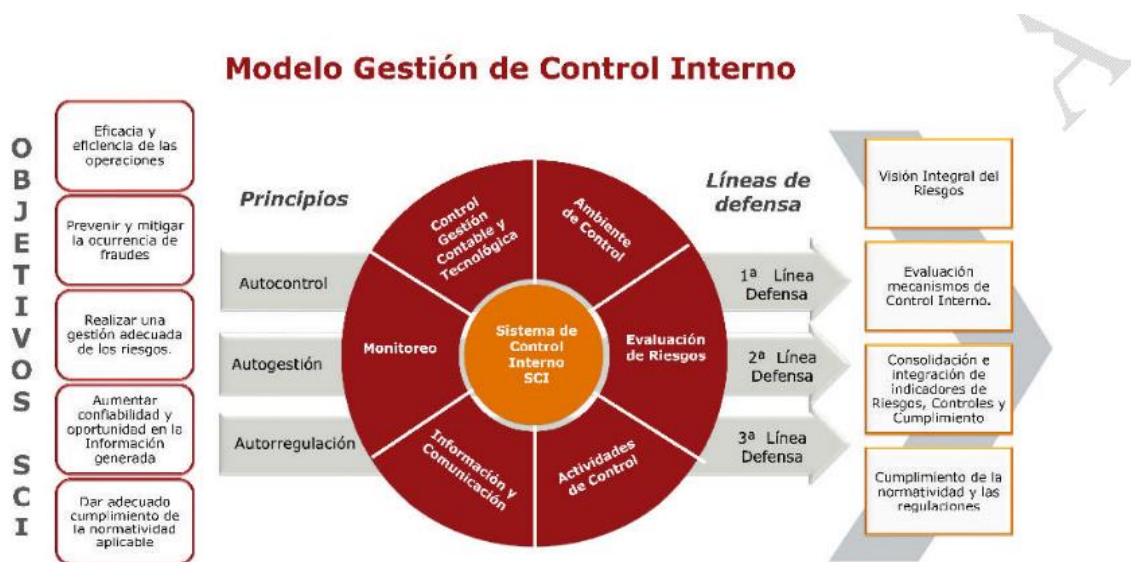 Modelo Gestión de Control Interno
OBJETIVOS SCI
Eficacia y
eficiencia de las
operaciones
Prevenir y mitigar
la ocurrencia de
fraudes
Realizar una
gestión adecuada
de los riesgos.
Aumentar
confiabilidad y
oportunidad en la
Información
generada
Dar adecuado
cumplimiento de
la normatividad
aplicable
Principios
Autocontrol
Autogestión
Autorregulación
Control
Gestión
Contable y
Tecnológica
Ambiente
de Control
Monitoreo
Sistema de
Control
Interno
SCI
Evaluación
de Riesgos
Información y
Comunicación
Actividades
de Control
Líneas de
defensa
1ª Línea
Defensa
2ª Línea
Defensa
3ª Línea
Defensa
Visión Integral del
Riesgos
Evaluación
mecanismos de
Control Interno.
Consolidación e
integración de
indicadores de
Riesgos, Controles y
Cumplimiento
Cumplimiento de la
normatividad y las
regulaciones
A